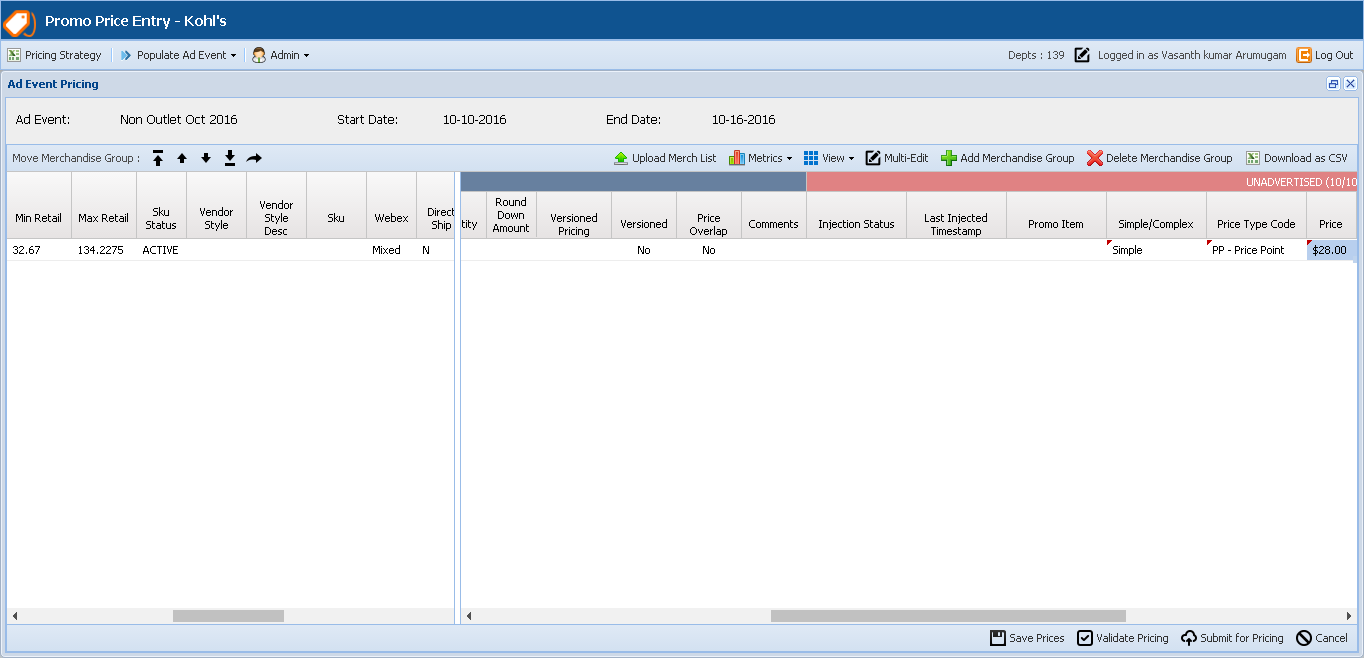 Promo Price Entry - Kohl's
Pricing Strategy Populate Ad Event Admin Depts : 139 Logged in as Vasanth kumar Arumugam Log Out
Ad Event Pricing
Ad Event: Non Outlet Oct 2016 Start Date: 10-10-2016 End Date: 10-16-2016
Move Merchandise Group : Upload Merch List Metrics View Multi-Edit Add Merchandise Group Delete Merchandise Group Download as CSV
UNADVERTISED (10/10
Min Retail Max Retail Sku Status Vendor Style Vendor Style Desc Sku Webex Direct Ship tity Round Down Amount Versioned Pricing Versioned Price Overlap Comments Injection Status Last Injected Timestamp Promo Item Simple/Complex Price Type Code Price
32.67 134.2275 ACTIVE Mixed N No No Simple PP - Price Point $28.00
Save Prices Validate Pricing Submit for Pricing Cancel